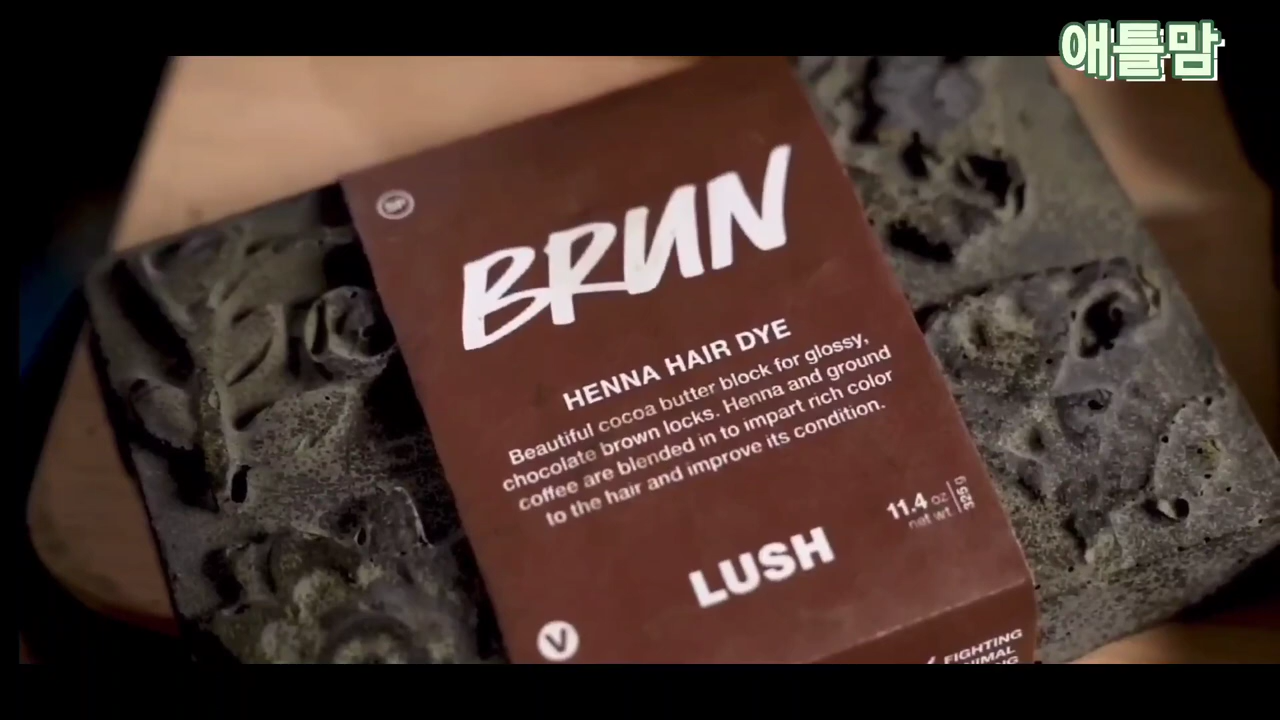 애틀맘
SP
BRUN
HENNA HAIR DYE
Beautiful cocoa butter block for glossy,
chocolate brown locks. Henna and ground
coffee are blended in to impart rich color
to the hair and improve its condition.
11.4 oz
net wt
325 g
LUSH
V
FIGHTING